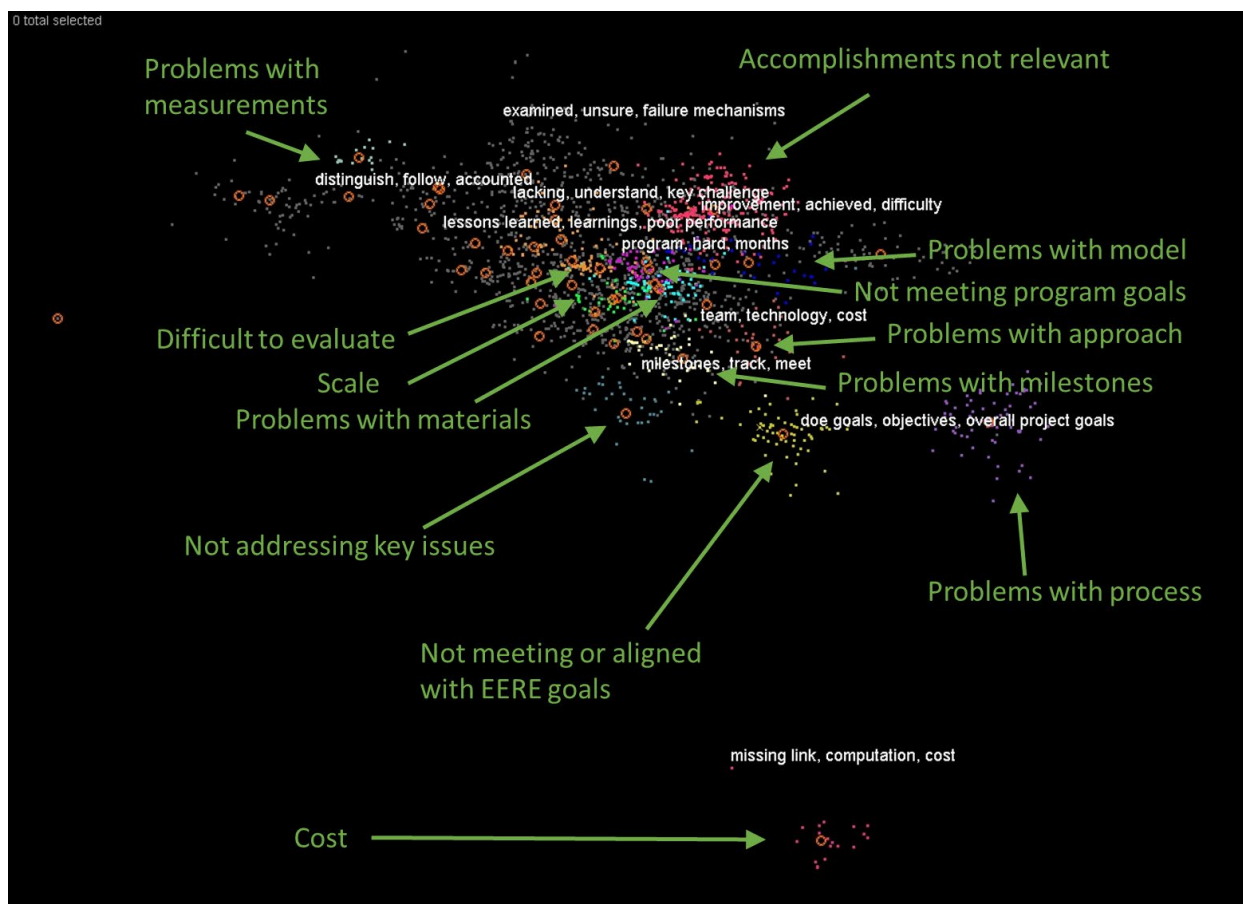 0 total selected
Accomplishments not relevant
Problems with
measurements
examined, unsure, failure mechanisms
distinguish, follow, accounted
lacking, understand, key challenge
improvement, achieved, difficulty
lessons learned, learnings, poor performance
program, hard, months
Problems with model
Not meeting program goals
team, technology, cost
Problems with approach
Difficult to evaluate
milestones, track, meet
Scale
Problems with milestones
Problems with materials
doe goals, objectives, overall project goals
Not addressing key issues
Problems with process
Not meeting or aligned
with EERE goals
missing link, computation, cost
Cost